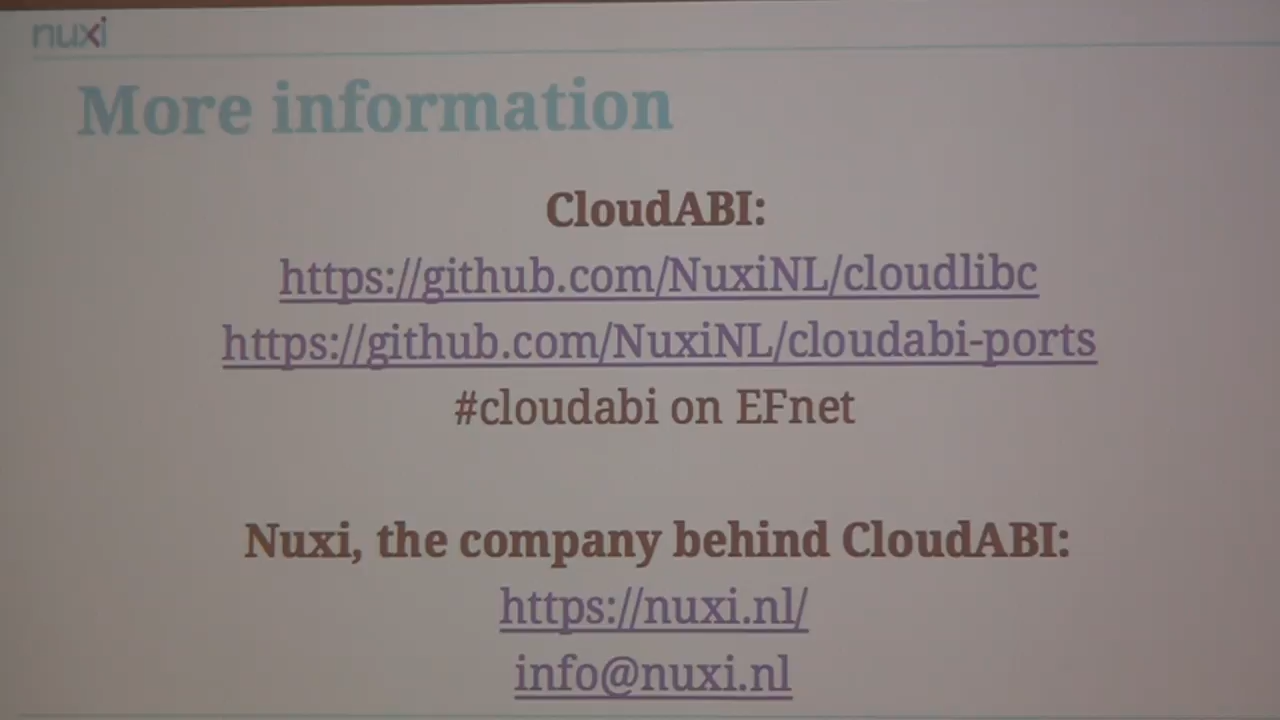 nuxi
More information
CloudABI:
https://github.com/NuxiNL/cloudlibc
https://github.com/NuxiNL/cloudabi-ports
#cloudabi on EFnet
Nuxi, the company behind CloudABI:
https://nuxi.nl/
info@nuxi.nl